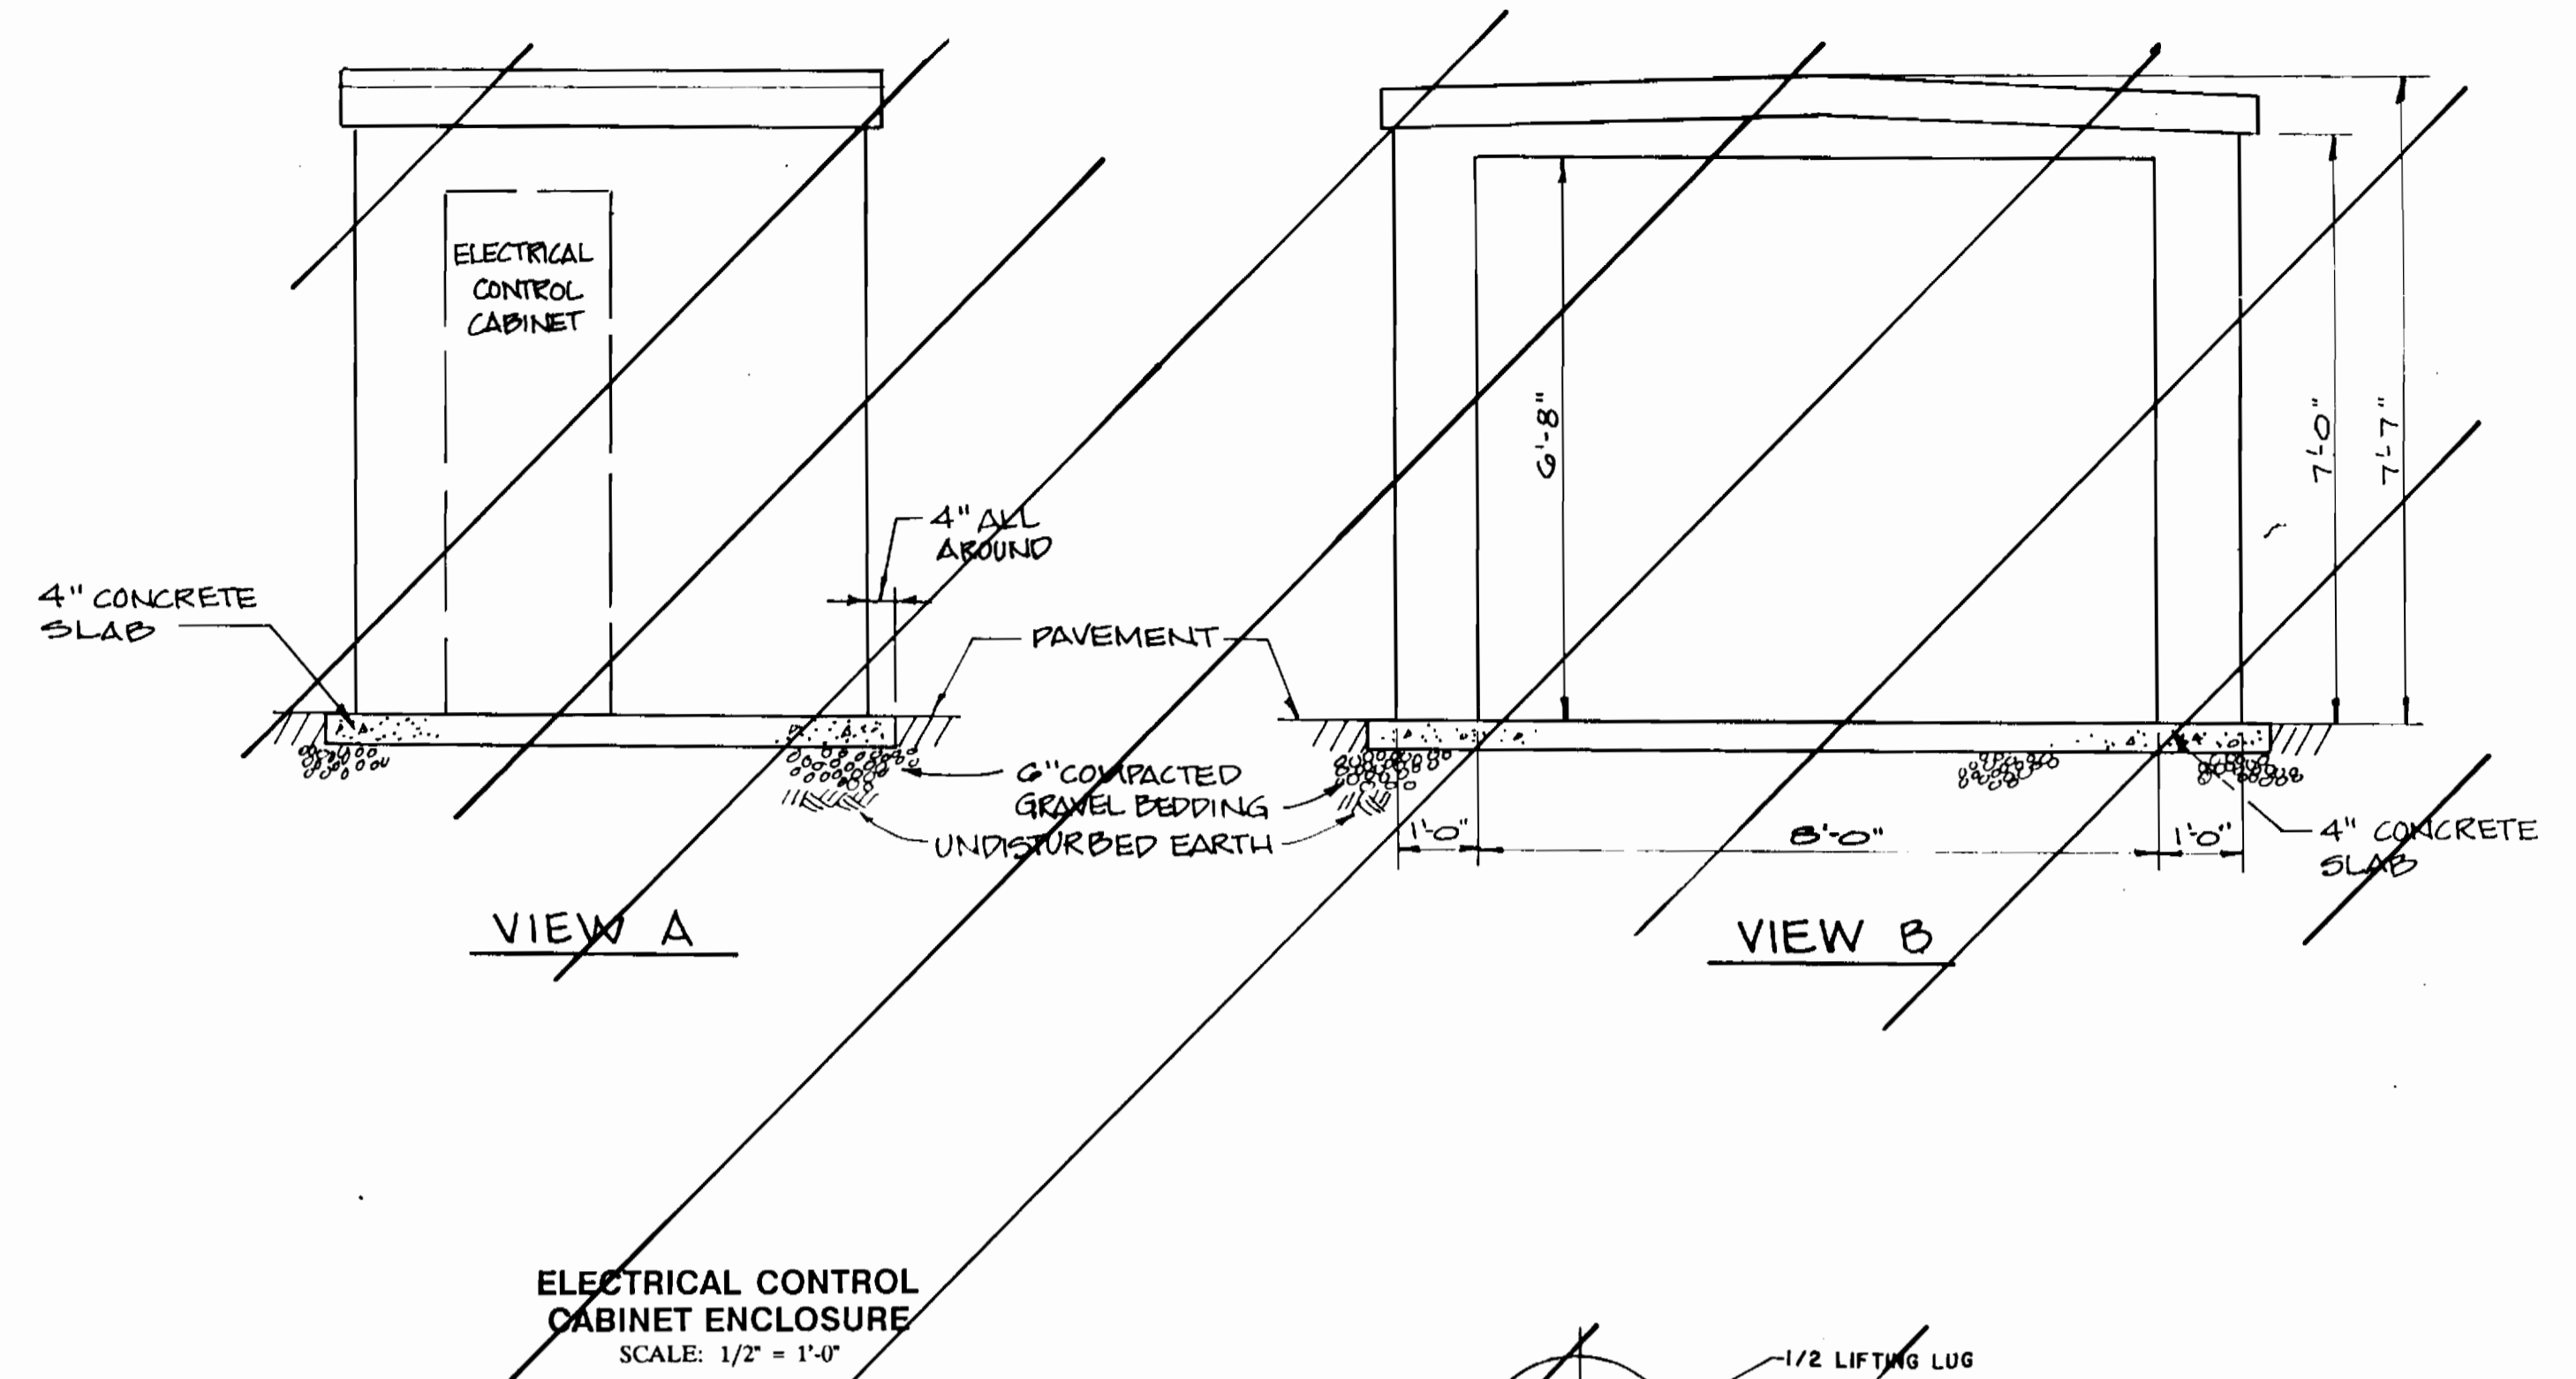 ELECTRICAL
CONTROL
CABINET
4" CONCRETE
SLAB
4" ALL
AROUND
PAVEMENT
6" COMPACTED
GRAVEL BEDDING
UNDISTURBED EARTH
VIEW A
6'-8"
7'-0"
7'-7"
1'-0"
8'-0"
1'-0"
4" CONCRETE
SLAB
VIEW B
ELECTRICAL CONTROL
CABINET ENCLOSURE
SCALE: 1/2" = 1'-0"
1/2 LIFTING LUG